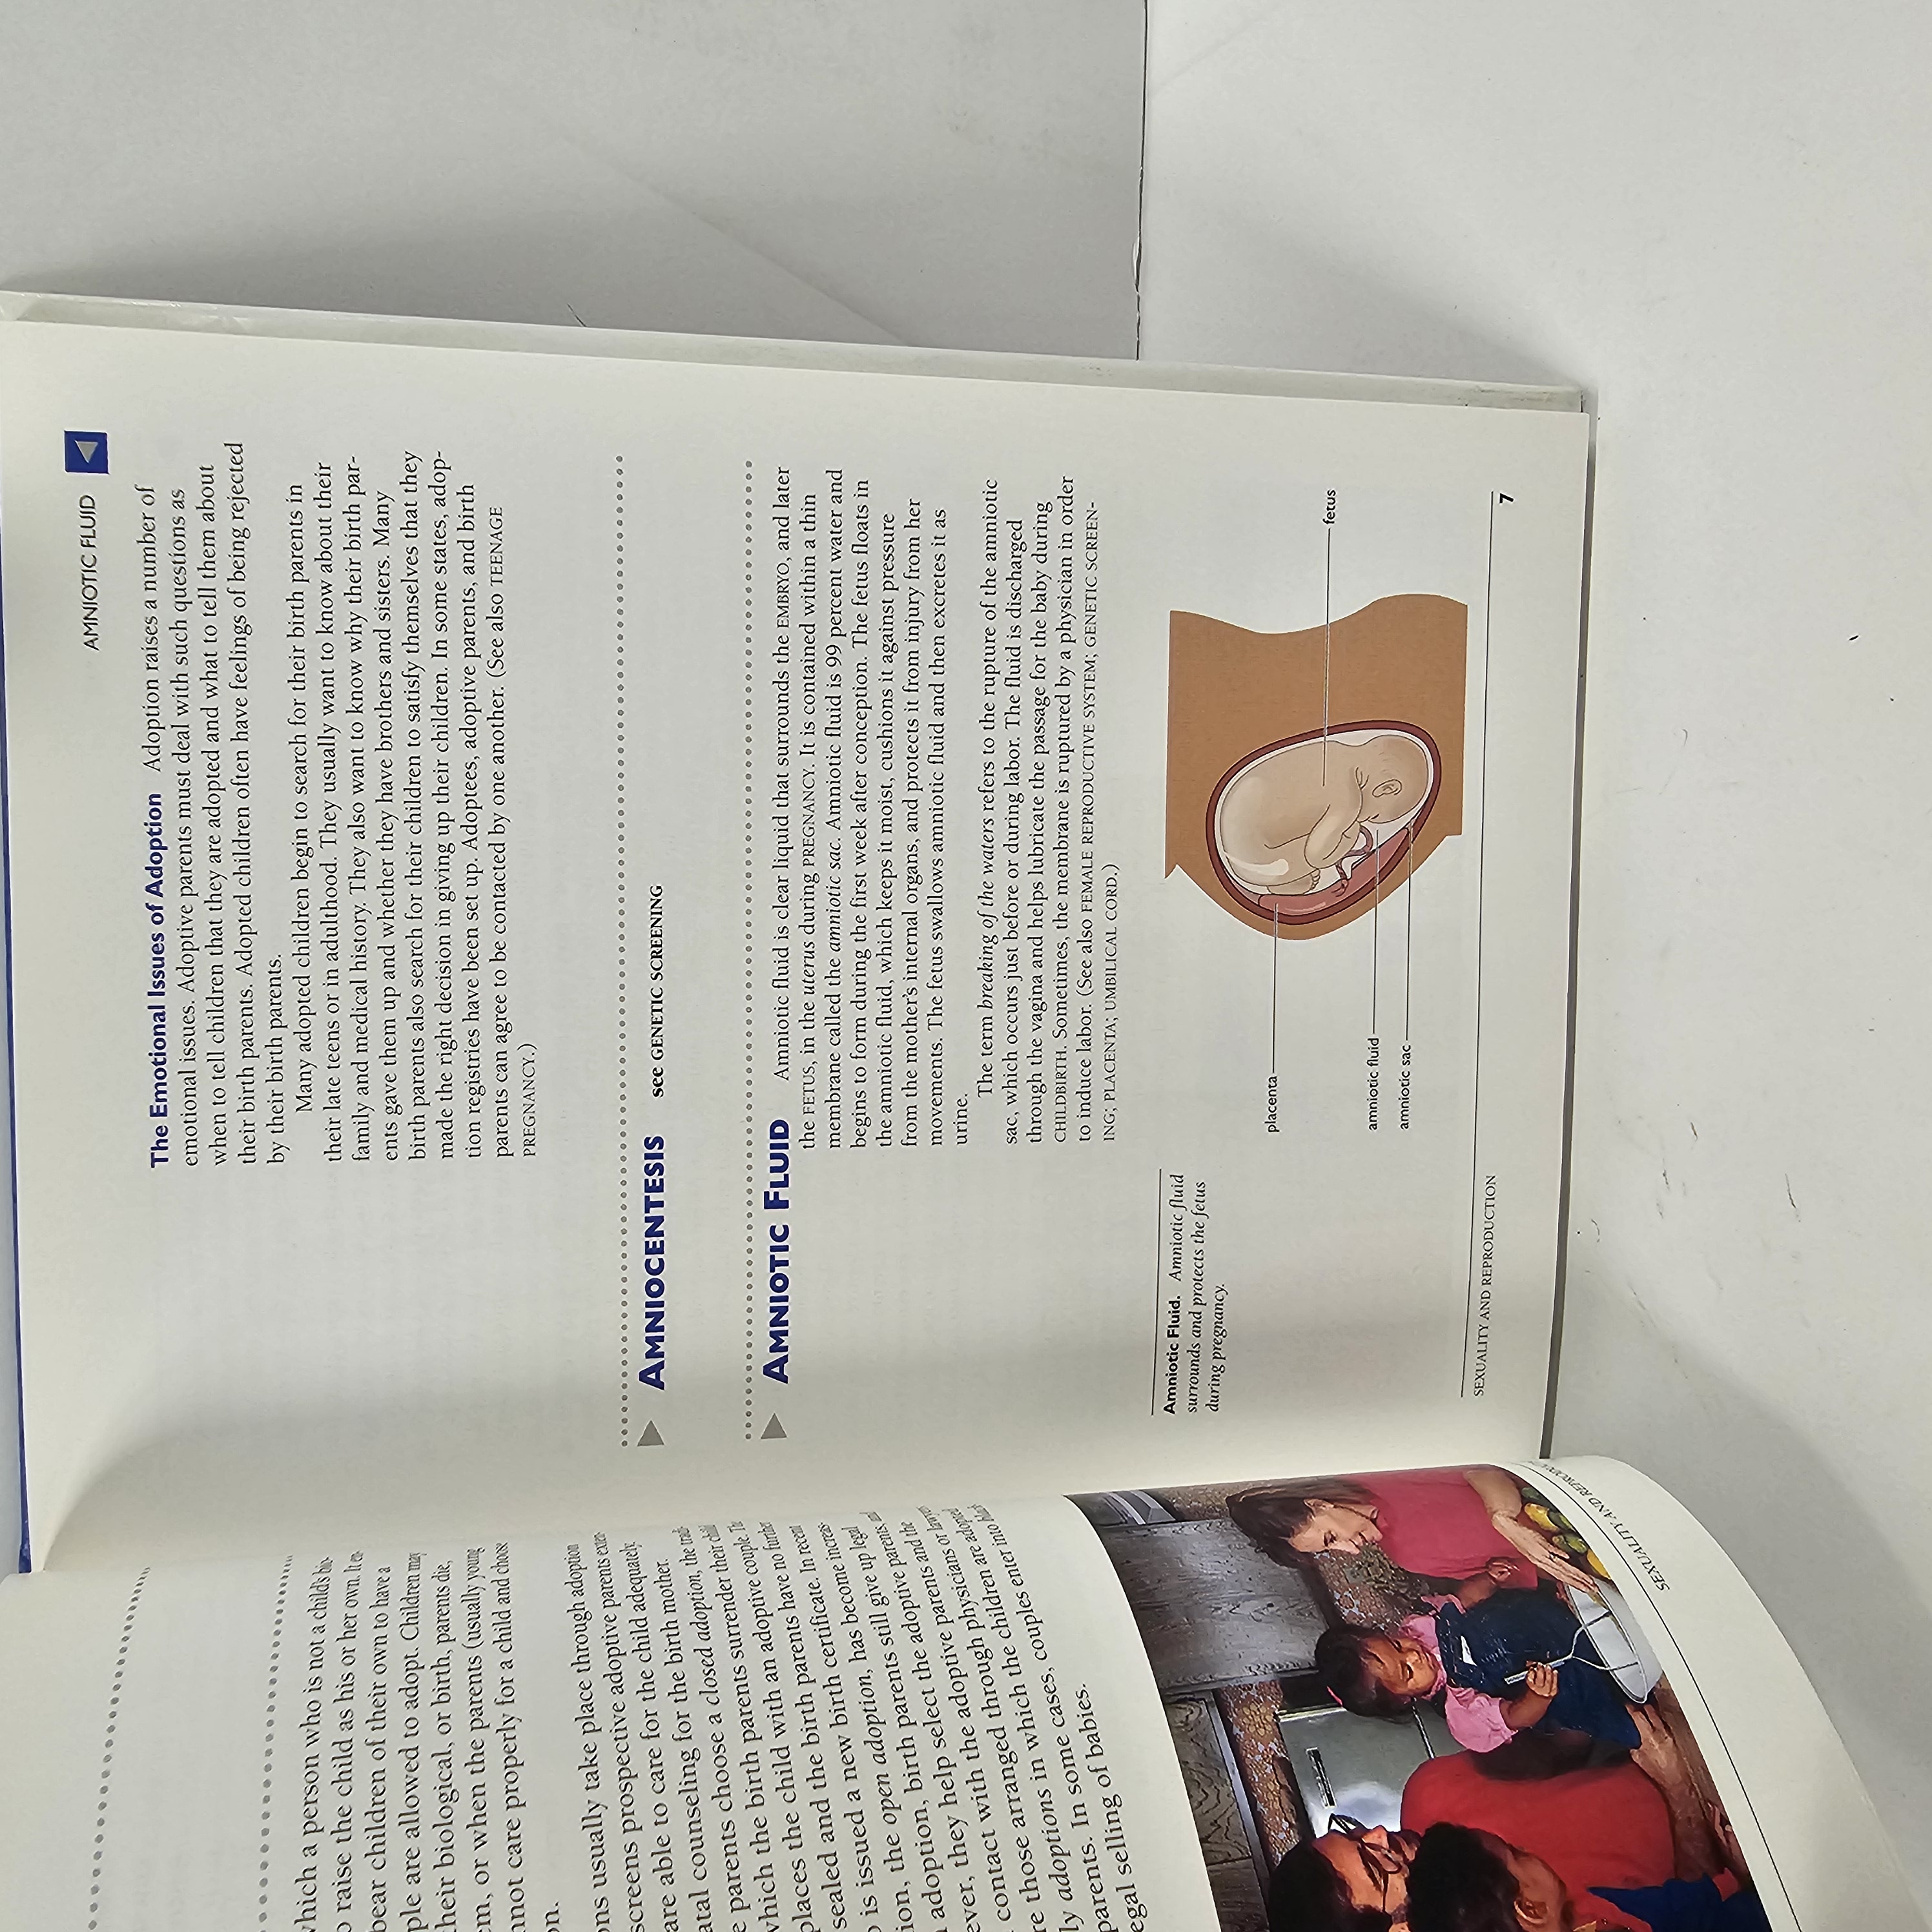 which a person who is not a child's bio-
o raise the child as his or her own. It en-
bear children of their own to have a
ple are allowed to adopt. Children may
their biological, or birth, parents die,
em, or when the parents (usually young
nnot care properly for a child and choose
on.
ons usually take place through adoption
screens prospective adoptive parents exten-
are able to care for the child adequately.
atal counseling for the birth mother.
e parents choose a closed adoption, the tradi-
which the birth parents surrender their child
places the child with an adoptive couple. The
sealed and the birth parents have no further
o is issued a new birth certificate. In recent
ion, the open adoption, has become increas-
n adoption, birth parents still give up legal
ever, they help select the adoptive parents, and
contact with the adoptive parents and the
re those arranged through physicians or lawyers
ly adoptions in which the children are adopted
parents. In some cases, couples enter into black
egal selling of babies.
SEXUALITY AND REPRODUC
AMNIOTIC FLUID
The Emotional Issues of Adoption Adoption raises a number of
emotional issues. Adoptive parents must deal with such questions as
when to tell children that they are adopted and what to tell them about
their birth parents. Adopted children often have feelings of being rejected
by their birth parents.
Many adopted children begin to search for their birth parents in
their late teens or in adulthood. They usually want to know about their
family and medical history. They also want to know why their birth par-
ents gave them up and whether they have brothers and sisters. Many
birth parents also search for their children to satisfy themselves that they
made the right decision in giving up their children. In some states, adop-
tion registries have been set up. Adoptees, adoptive parents, and birth
parents can agree to be contacted by one another. (See also TEENAGE
PREGNANCY.)
AMNIOCENTESIS see GENETIC SCREENING
AMNIOTIC FLUID Amniotic fluid is clear liquid that surrounds the EMBRYO, and later
the FETUS, in the uterus during PREGNANCY. It is contained within a thin
membrane called the amniotic sac. Amniotic fluid is 99 percent water and
begins to form during the first week after conception. The fetus floats in
the amniotic fluid, which keeps it moist, cushions it against pressure
from the mother's internal organs, and protects it from injury from her
movements. The fetus swallows amniotic fluid and then excretes it as
urine.
The term breaking of the waters refers to the rupture of the amniotic
sac, which occurs just before or during labor. The fluid is discharged
through the vagina and helps lubricate the passage for the baby during
CHILDBIRTH. Sometimes, the membrane is ruptured by a physician in order
to induce labor. (See also FEMALE REPRODUCTIVE SYSTEM; GENETIC SCREEN-
ING; PLACENTA; UMBILICAL CORD.)
Amniotic Fluid. Amniotic fluid
surrounds and protects the fetus
during pregnancy.
placenta
fetus
amniotic fluid
amniotic sac
SEXUALITY AND REPRODUCTION
7